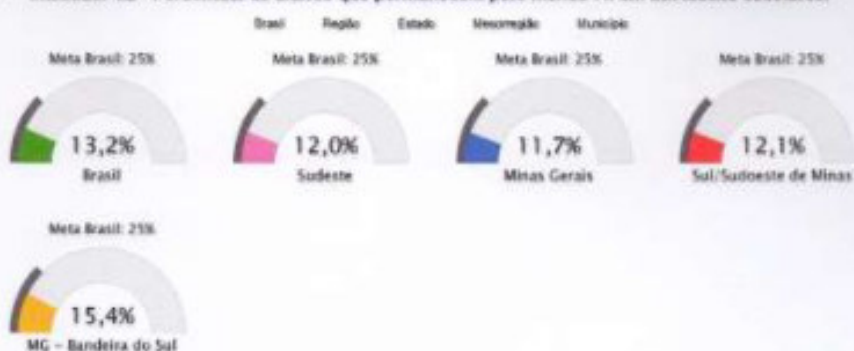 Brasil Região Estado Mesorregião Município
Meta Brasil: 25% Meta Brasil: 25% Meta Brasil: 25% Meta Brasil: 25%
13,2% 12,0% 11,7% 12,1%
Brasil Sudeste Minas Gerais Sul/Sudoeste de Minas
Meta Brasil: 25%
15,4%
MG - Bandeira do Sul